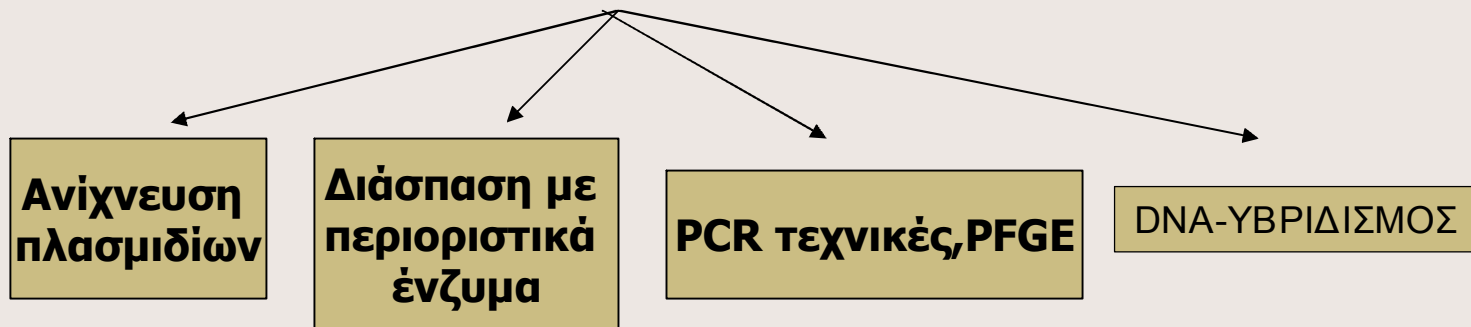 Ανίχνευση
πλασμιδίων
Διάσπαση με
περιοριστικά
ένζυμα
PCR τεχνικές,PFGE
DNA-ΥΒΡΙΔΙΣΜΟΣ